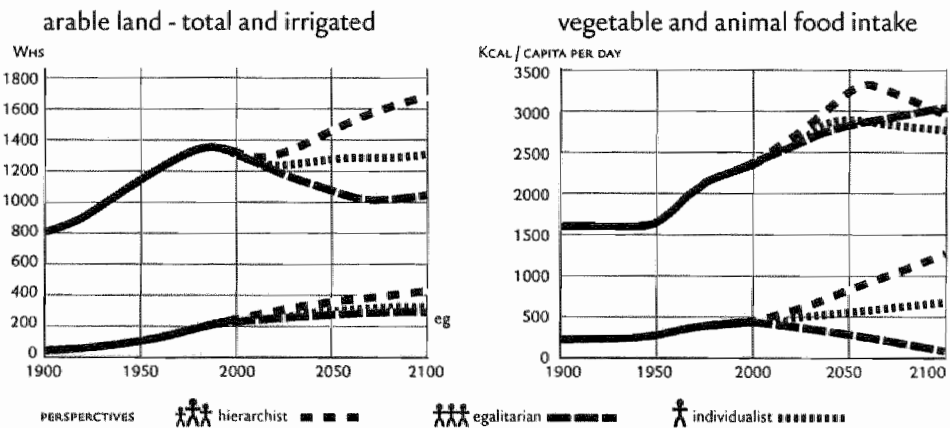 arable land - total and irrigated
WHS
1800
1600
1400
1200
1000
800
600
400
200
0
1900 1950 2000 2050 2100
eg
vegetable and animal food intake
KCAL / CAPITA PER DAY
3500
3000
2500
2000
1500
1000
500
0
1900 1950 2000 2050 2100
PERSPERCTIVES hierarchist egalitarian individualist